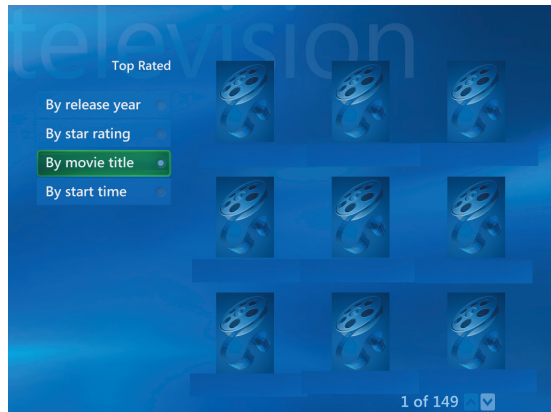 television
Top Rated
By release year
By star rating
By movie title
By start time
1 of 149